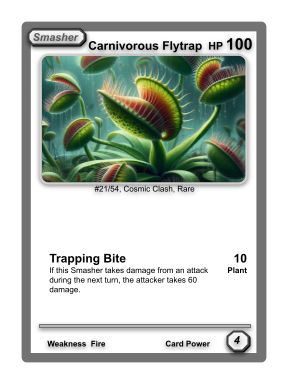 Smasher
Carnivorous Flytrap HP 100
#21/54, Cosmic Clash, Rare
Trapping Bite 10
If this Smasher takes damage from an attack Plant
during the next turn, the attacker takes 60
damage.
Weakness Fire Card Power 4